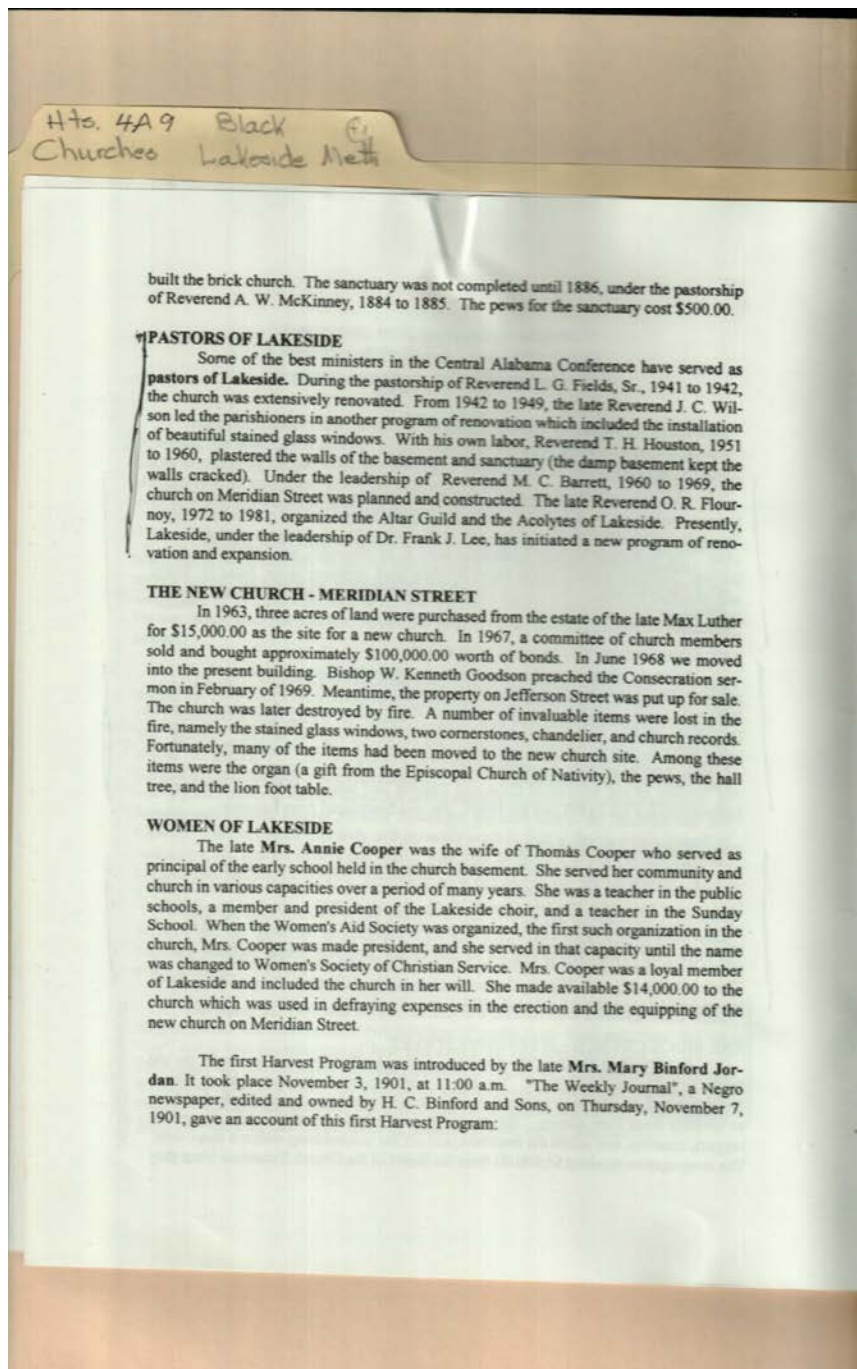 Hts. 4A9 Black
Churches Lakeside Meth
built the brick church. The sanctuary was not completed until 1886, under the pastorship
of Reverend A. W. McKinney, 1884 to 1885. The pews for the sanctuary cost $500.00.
PASTORS OF LAKESIDE
Some of the best ministers in the Central Alabama Conference have served as
pastors of Lakeside. During the pastorship of Reverend L. G. Fields, Sr., 1941 to 1942,
the church was extensively renovated. From 1942 to 1949, the late Reverend J. C. Wil-
son led the parishioners in another program of renovation which included the installation
of beautiful stained glass windows. With his own labor, Reverend T. H. Houston, 1951
to 1960, plastered the walls of the basement and sanctuary (the damp basement kept the
walls cracked). Under the leadership of Reverend M. C. Barrett, 1960 to 1969, the
church on Meridian Street was planned and constructed. The late Reverend O. R. Flour-
noy, 1972 to 1981, organized the Altar Guild and the Acolytes of Lakeside. Presently,
Lakeside, under the leadership of Dr. Frank J. Lee, has initiated a new program of reno-
vation and expansion.
THE NEW CHURCH - MERIDIAN STREET
In 1963, three acres of land were purchased from the estate of the late Max Luther
for $15,000.00 as the site for a new church. In 1967, a committee of church members
sold and bought approximately $100,000.00 worth of bonds. In June 1968 we moved
into the present building. Bishop W. Kenneth Goodson preached the Consecration ser-
mon in February of 1969. Meantime, the property on Jefferson Street was put up for sale.
The church was later destroyed by fire. A number of invaluable items were lost in the
fire, namely the stained glass windows, two cornerstones, chandelier, and church records.
Fortunately, many of the items had been moved to the new church site. Among these
items were the organ (a gift from the Episcopal Church of Nativity), the pews, the hall
tree, and the lion foot table.
WOMEN OF LAKESIDE
The late Mrs. Annie Cooper was the wife of Thomas Cooper who served as
principal of the early school held in the church basement. She served her community and
church in various capacities over a period of many years. She was a teacher in the public
schools, a member and president of the Lakeside choir, and a teacher in the Sunday
School. When the Women's Aid Society was organized, the first such organization in the
church, Mrs. Cooper was made president, and she served in that capacity until the name
was changed to Women's Society of Christian Service. Mrs. Cooper was a loyal member
of Lakeside and included the church in her will. She made available $14,000.00 to the
church which was used in defraying expenses in the erection and the equipping of the
new church on Meridian Street.
The first Harvest Program was introduced by the late Mrs. Mary Binford Jor-
dan. It took place November 3, 1901, at 11:00 a.m. "The Weekly Journal", a Negro
newspaper, edited and owned by H. C. Binford and Sons, on Thursday, November 7,
1901, gave an account of this first Harvest Program: